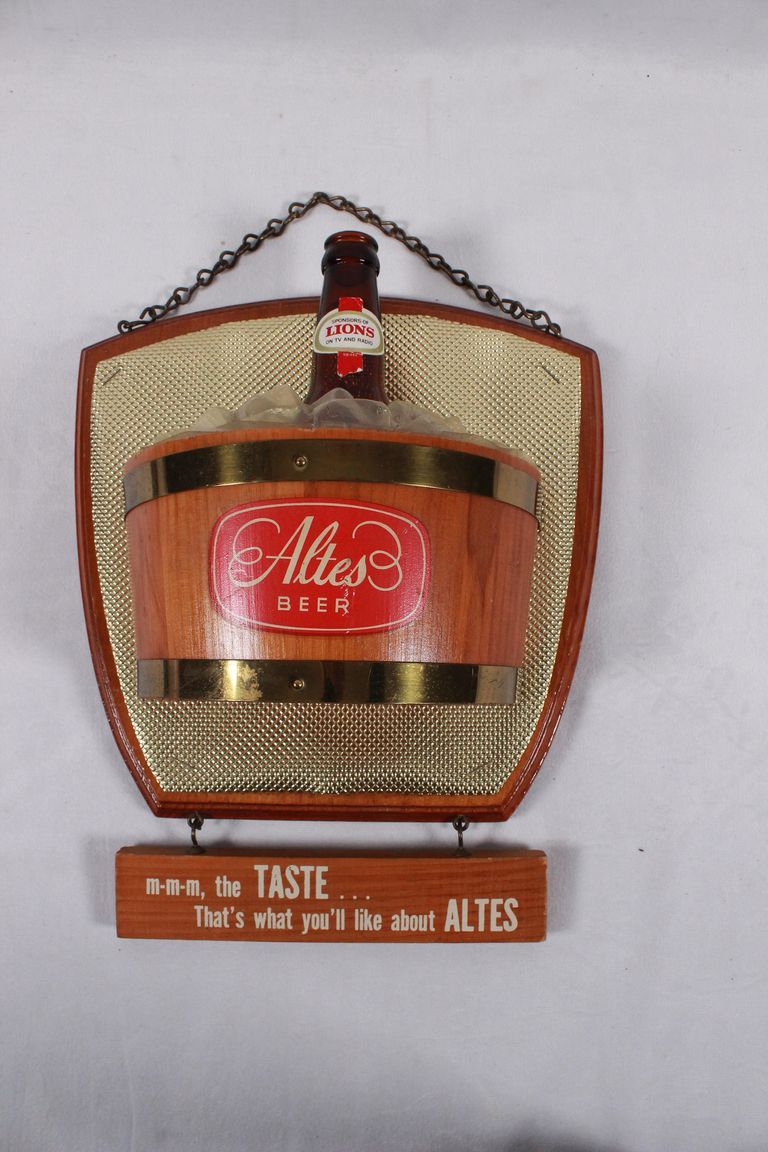 SPONSORS OF
LIONS
ON TV AND RADIO
Altes
BEER
m-m-m, the TASTE...
That's what you'll like about ALTES